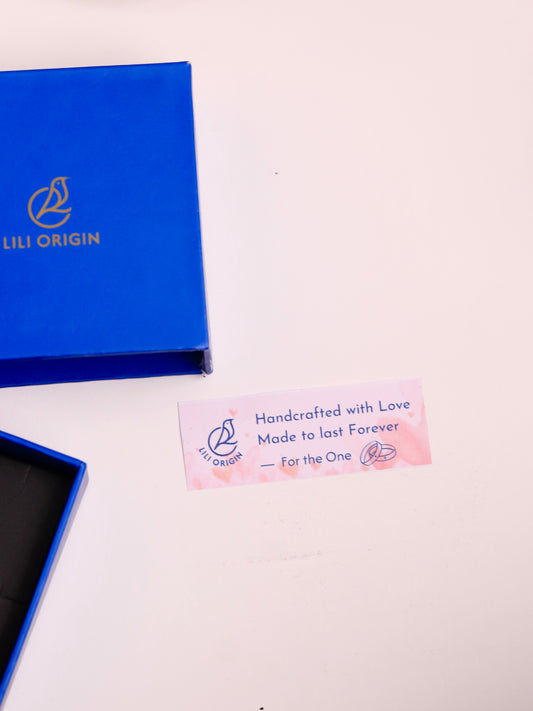 LILI ORIGIN
Handcrafted with Love
Made to last Forever
— For the One
LILI ORIGIN